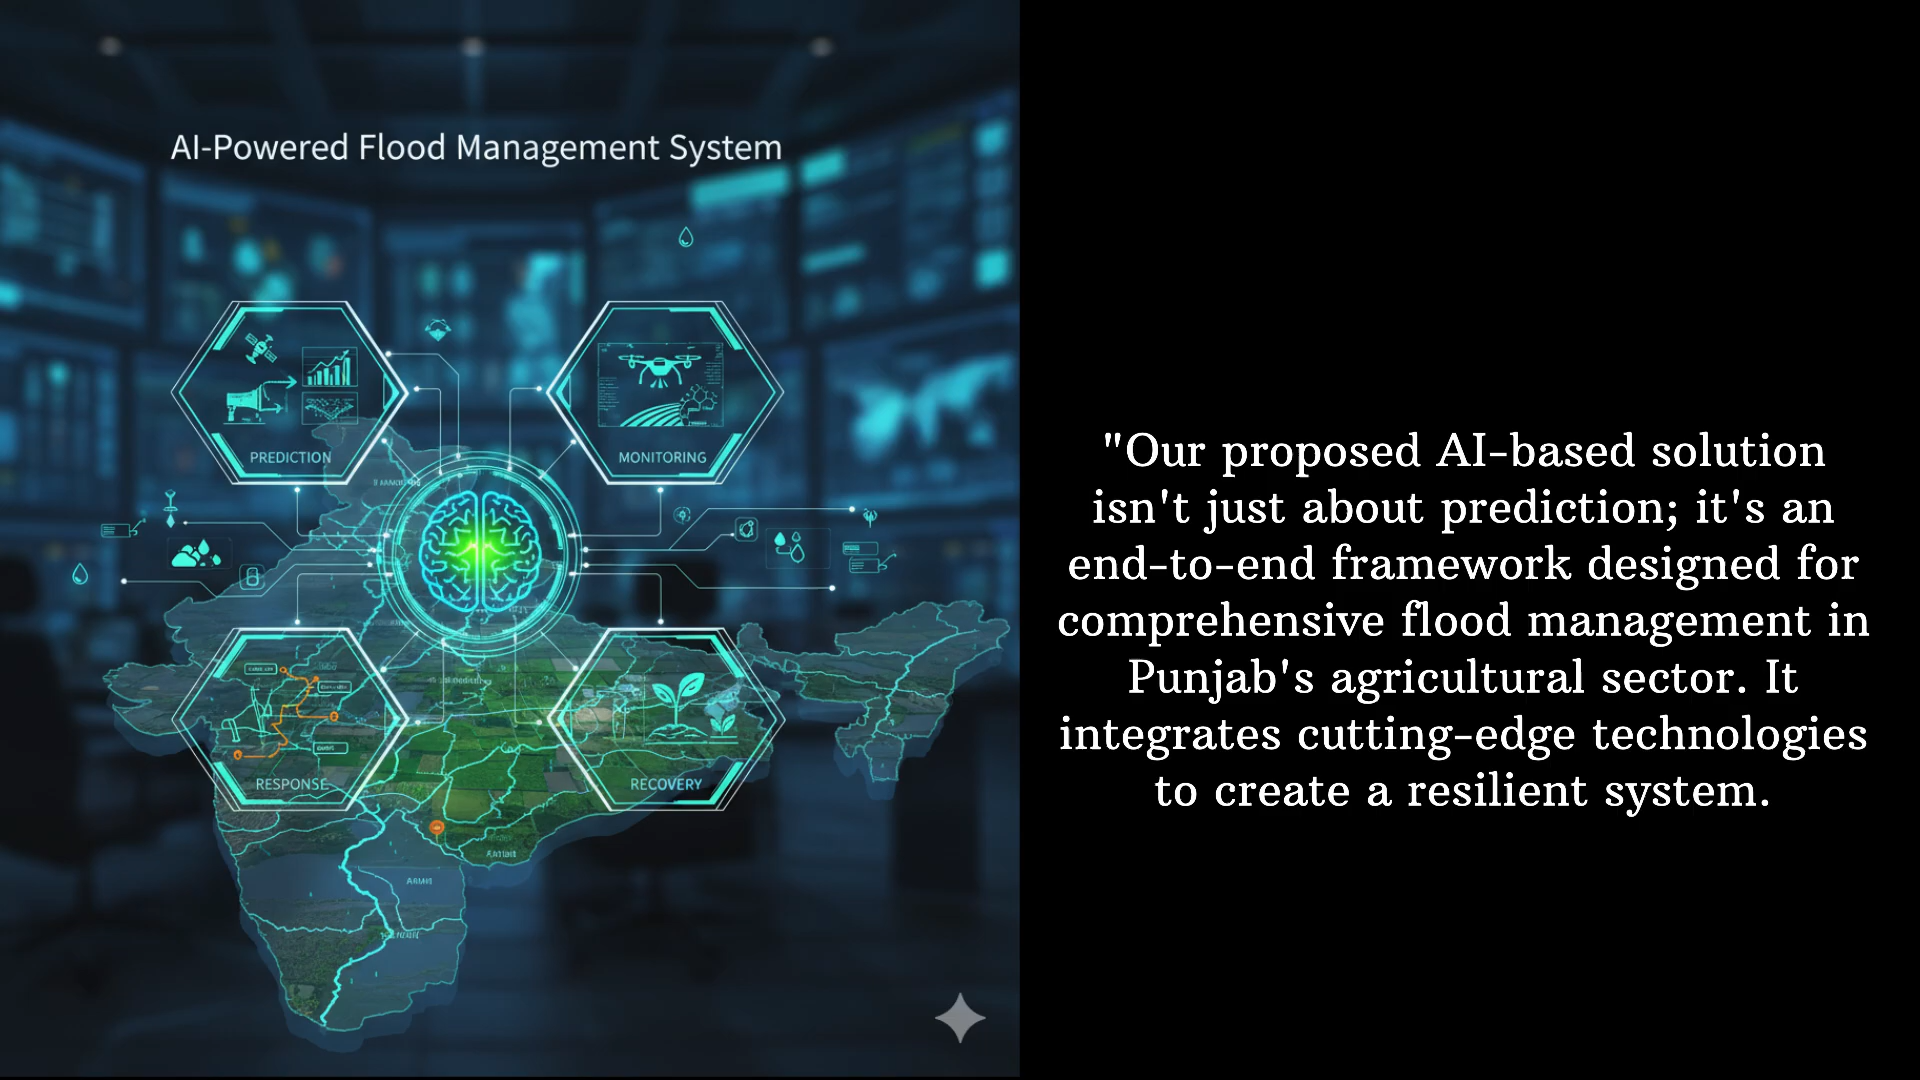 AI-Powered Flood Management System
PREDICTION
MONITORING
RESPONSE
RECOVERY
"Our proposed AI-based solution
isn't just about prediction; it's an
end-to-end framework designed for
comprehensive flood management in
Punjab's agricultural sector. It
integrates cutting-edge technologies
to create a resilient system.